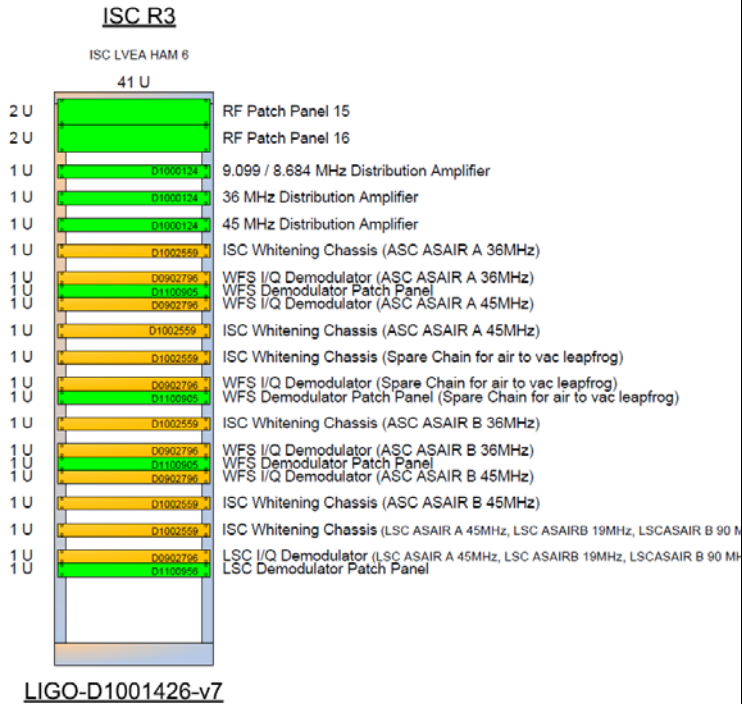 ISC R3
ISC LVEA HAM 6
41 U
2 U RF Patch Panel 15
2 U RF Patch Panel 16
1 U D1000124 9.099 / 8.684 MHz Distribution Amplifier
1 U D1000124 36 MHz Distribution Amplifier
1 U D1000124 45 MHz Distribution Amplifier
1 U D1002559 ISC Whitening Chassis (ASC ASAIR A 36MHz)
1 U D0902796 WFS I/Q Demodulator (ASC ASAIR A 36MHz)
1 U D1100905 WFS Demodulator Patch Panel
1 U D0902796 WFS I/Q Demodulator (ASC ASAIR A 45MHz)
1 U D1002559 ISC Whitening Chassis (ASC ASAIR A 45MHz)
1 U D1002559 ISC Whitening Chassis (Spare Chain for air to vac leapfrog)
1 U D0902796 WFS I/Q Demodulator (Spare Chain for air to vac leapfrog)
1 U D1100905 WFS Demodulator Patch Panel (Spare Chain for air to vac leapfrog)
1 U D1002559 ISC Whitening Chassis (ASC ASAIR B 36MHz)
1 U D0902796 WFS I/Q Demodulator (ASC ASAIR B 36MHz)
1 U D1100905 WFS Demodulator Patch Panel
1 U D0902796 WFS I/Q Demodulator (ASC ASAIR B 45MHz)
1 U D1002559 ISC Whitening Chassis (ASC ASAIR B 45MHz)
1 U D1002559 ISC Whitening Chassis (LSC ASAIR A 45MHz, LSC ASAIRB 19MHz, LSCASAIR B 90 M
1 U D0902796 LSC I/Q Demodulator (LSC ASAIR A 45MHz, LSC ASAIRB 19MHz, LSCASAIR B 90 MH
1 U D1100956 LSC Demodulator Patch Panel
LIGO-D1001426-v7